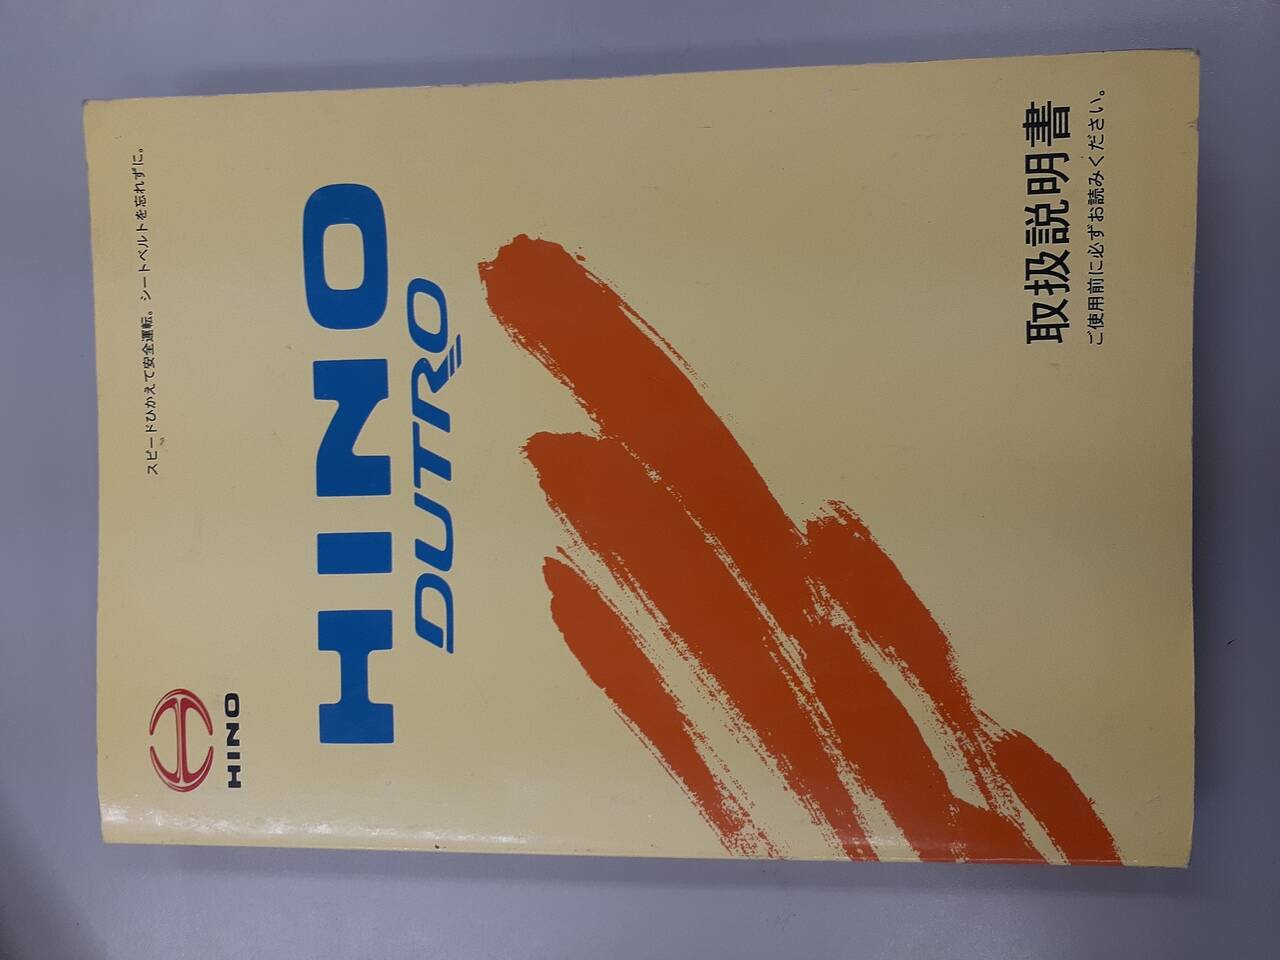 スピードひかえて安全運転。シートベルトを忘れずに。
HINO
HINO
DUTRO
取扱説明書
ご使用前に必ずお読みください。